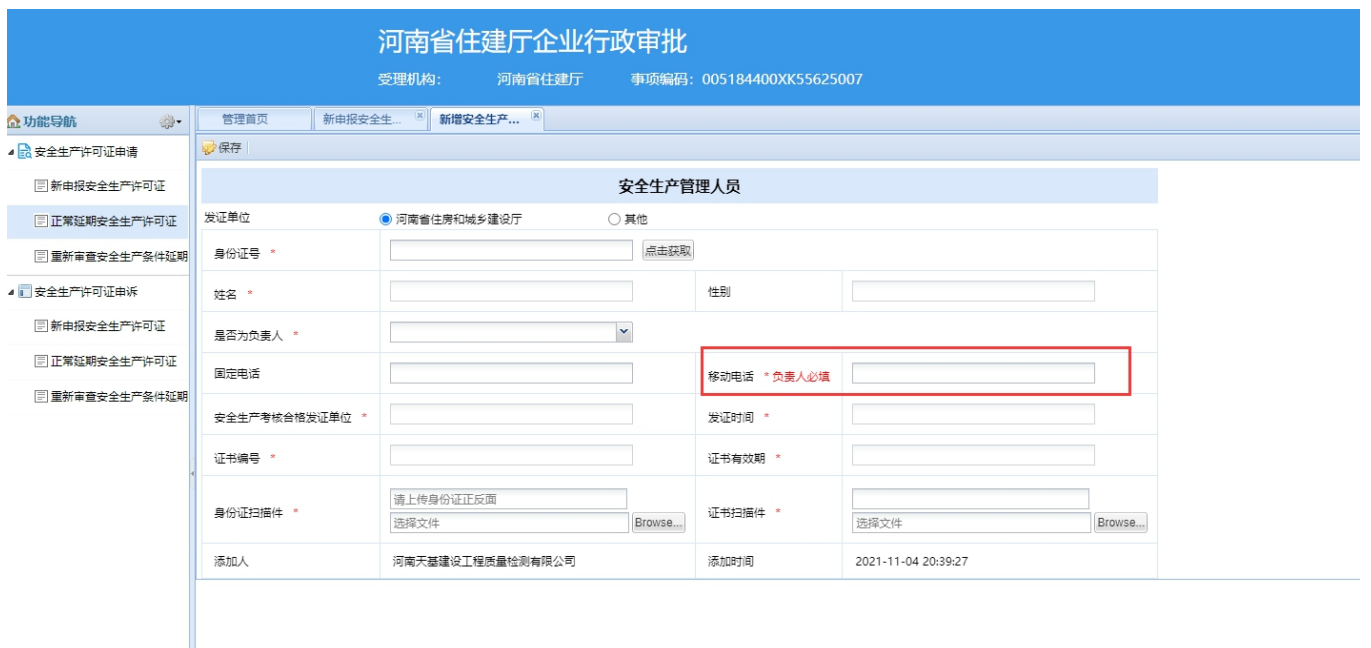 河南省住建厅企业行政审批
受理机构： 河南省住建厅 事项编码：005184400XK55625007
功能导航
管理首页 新申报安全生... 新增安全生产...
安全生产许可证申请
新申报安全生产许可证
正常延期安全生产许可证
重新审查安全生产条件延期
安全生产许可证申诉
新申报安全生产许可证
正常延期安全生产许可证
重新审查安全生产条件延期
保存
安全生产管理人员
发证单位 河南省住房和城乡建设厅 其他
身份证号 * 点击获取
姓名 * 性别
是否为负责人 *
固定电话 移动电话 *负责人必填
安全生产考核合格发证单位 * 发证时间 *
证书编号 * 证书有效期 *
身份证扫描件 * 请上传身份证正反面 证书扫描件 *
选择文件 Browse... 选择文件 Browse...
添加人 河南天基建设工程质量检测有限公司 添加时间 2021-11-04 20:39:27